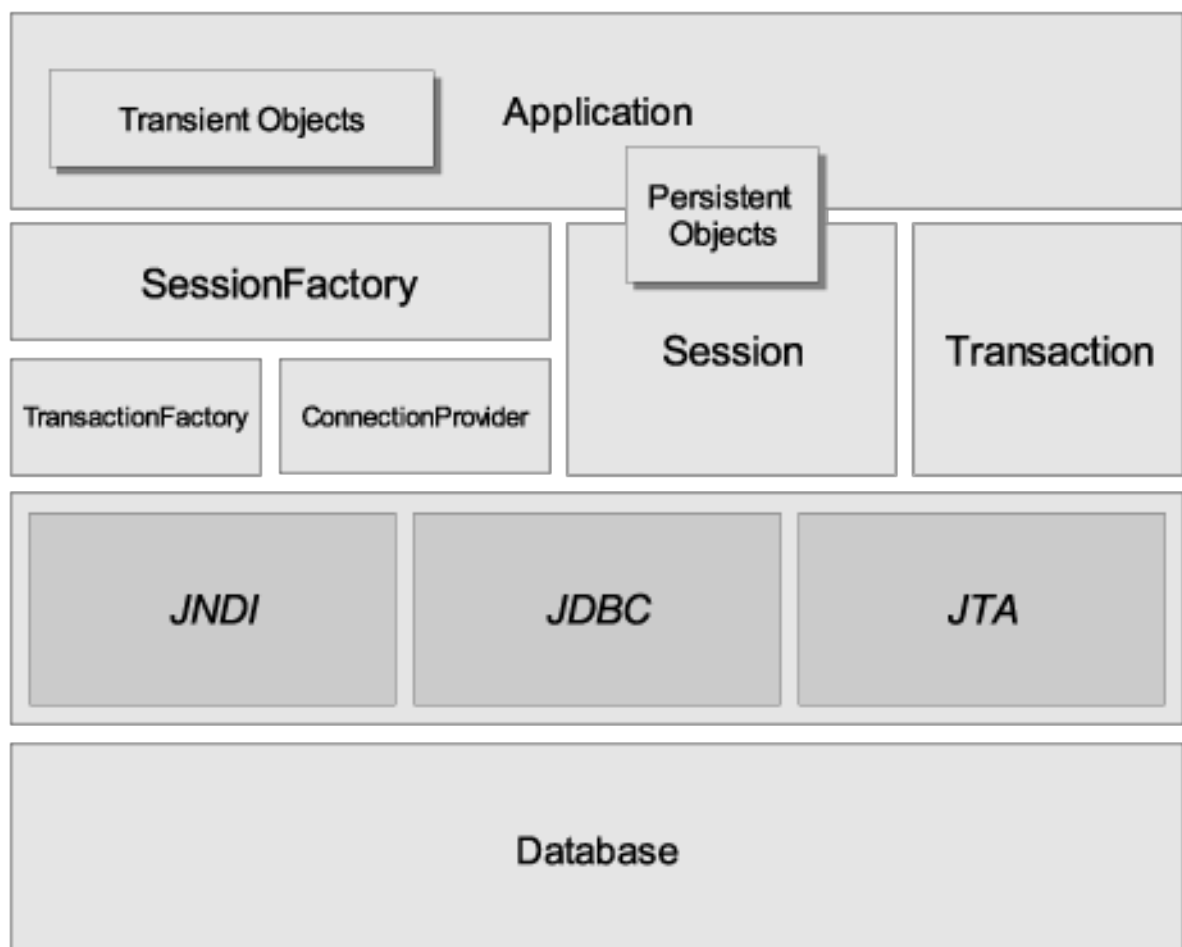 Transient Objects
Application
Persistent
Objects
SessionFactory
Session
Transaction
TransactionFactory
ConnectionProvider
JNDI
JDBC
JTA
Database